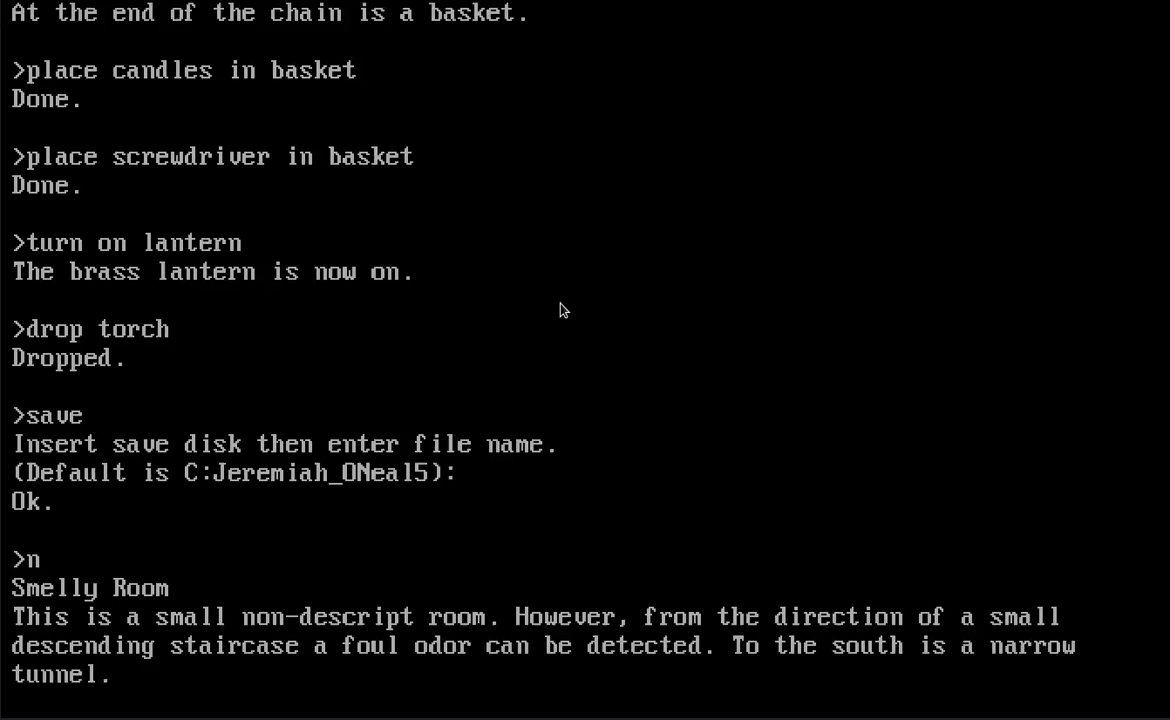 At the end of the chain is a basket.
>place candles in basket
Done.
>place screwdriver in basket
Done.
>turn on lantern
The brass lantern is now on.
>drop torch
Dropped.
>save
Insert save disk then enter file name.
(Default is C:Jeremiah_ONeal5):
Ok.
>n
Smelly Room
This is a small non-descript room. However, from the direction of a small
descending staircase a foul odor can be detected. To the south is a narrow
tunnel.